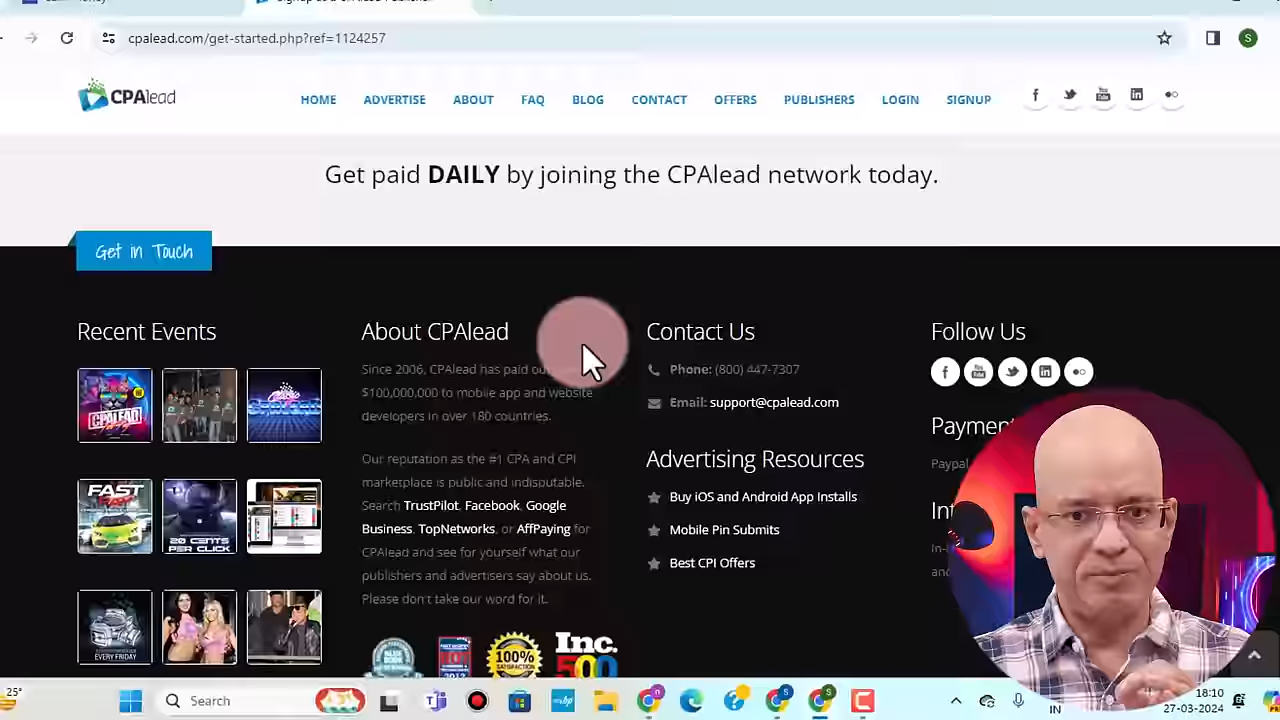 cpalead.com/get-started.php?ref=1124257
S
CPAlead
HOME
ADVERTISE
ABOUT
FAQ
BLOG
CONTACT
OFFERS
PUBLISHERS
LOGIN
SIGNUP
Get paid DAILY by joining the CPAlead network today.
Get in Touch
Recent Events
FAST
20 CENTS
PER CLICK
EVERY FRIDAY
About CPAlead
Since 2006, CPAlead has paid
$100,000,000 to mobile app and website
developers in over 180 countries.
Our reputation as the #1 CPA and CPI
marketplace is public and indisputable.
Search TrustPilot, Facebook, Google
Business, TopNetworks, or AffPaying for
CPAlead and see for yourself what our
publishers and advertisers say about us.
Please don't take our word for it.
100%
Inc.
500
Contact Us
Phone: (800) 447-7307
Email: support@cpalead.com
Advertising Resources
Buy iOS and Android App Installs
Mobile Pin Submits
Best CPI Offers
Follow Us
Payment
Paypal
25°
Search
IN
18:10
27-03-2024